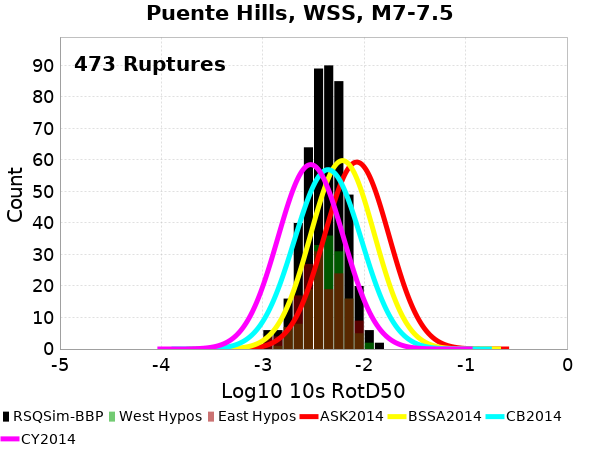 Puente Hills, WSS, M7-7.5
473 Ruptures
Count
90
80
70
60
50
40
30
20
10
0
-5 -4 -3 -2 -1 0
Log10 10s RotD50
RSQSim-BBP West Hypos East Hypos ASK2014 BSSA2014 CB2014
CY2014